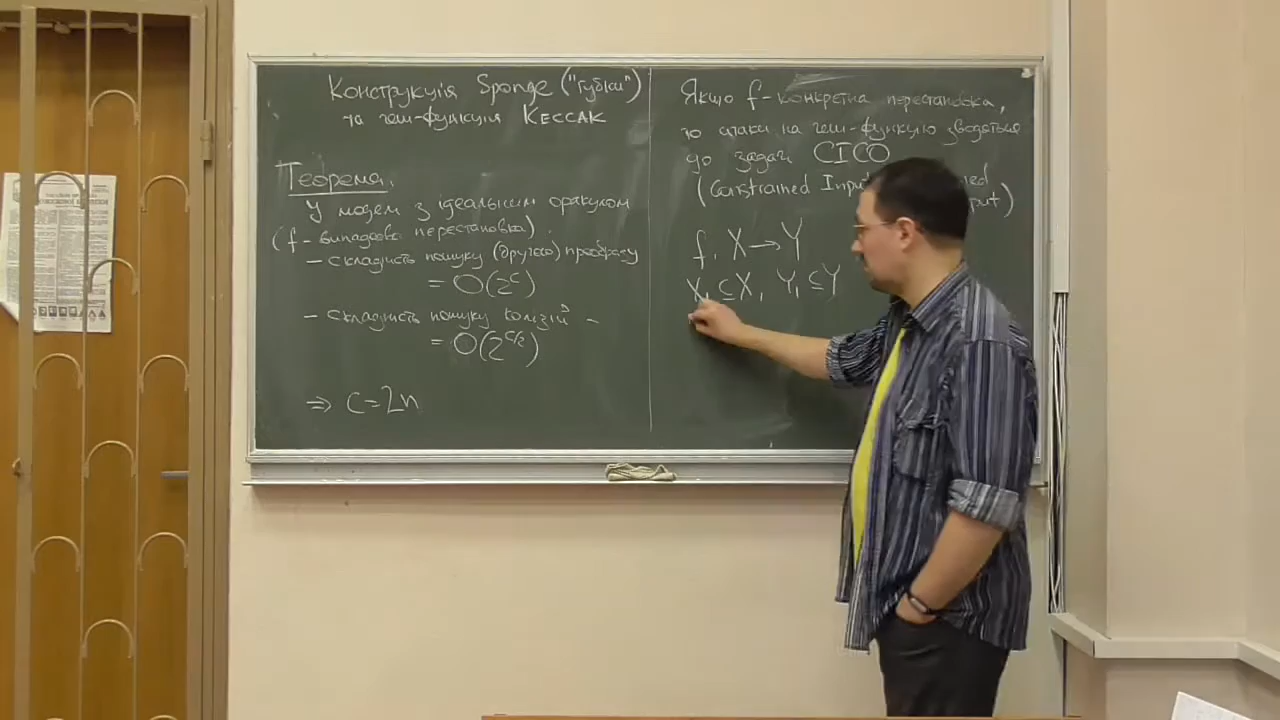 Конструкція Sponge ("Губки")
та геш-функція KECCAK
Теорема.
У моделі з ідеальним оракулом
(f - випадкова перестановка).
- складність пошуку (другого) прообразу
= O(2^c)
- складність пошуку колізій -
= O(2^{c/2})
⇒ c=2n
Якщо f - конкретна перестановка,
то атаки на геш-функцію зводяться
до задачі CICO
(Constrained
f: X → Y
X₁ ⊆ X, Y₁ ⊆ Y